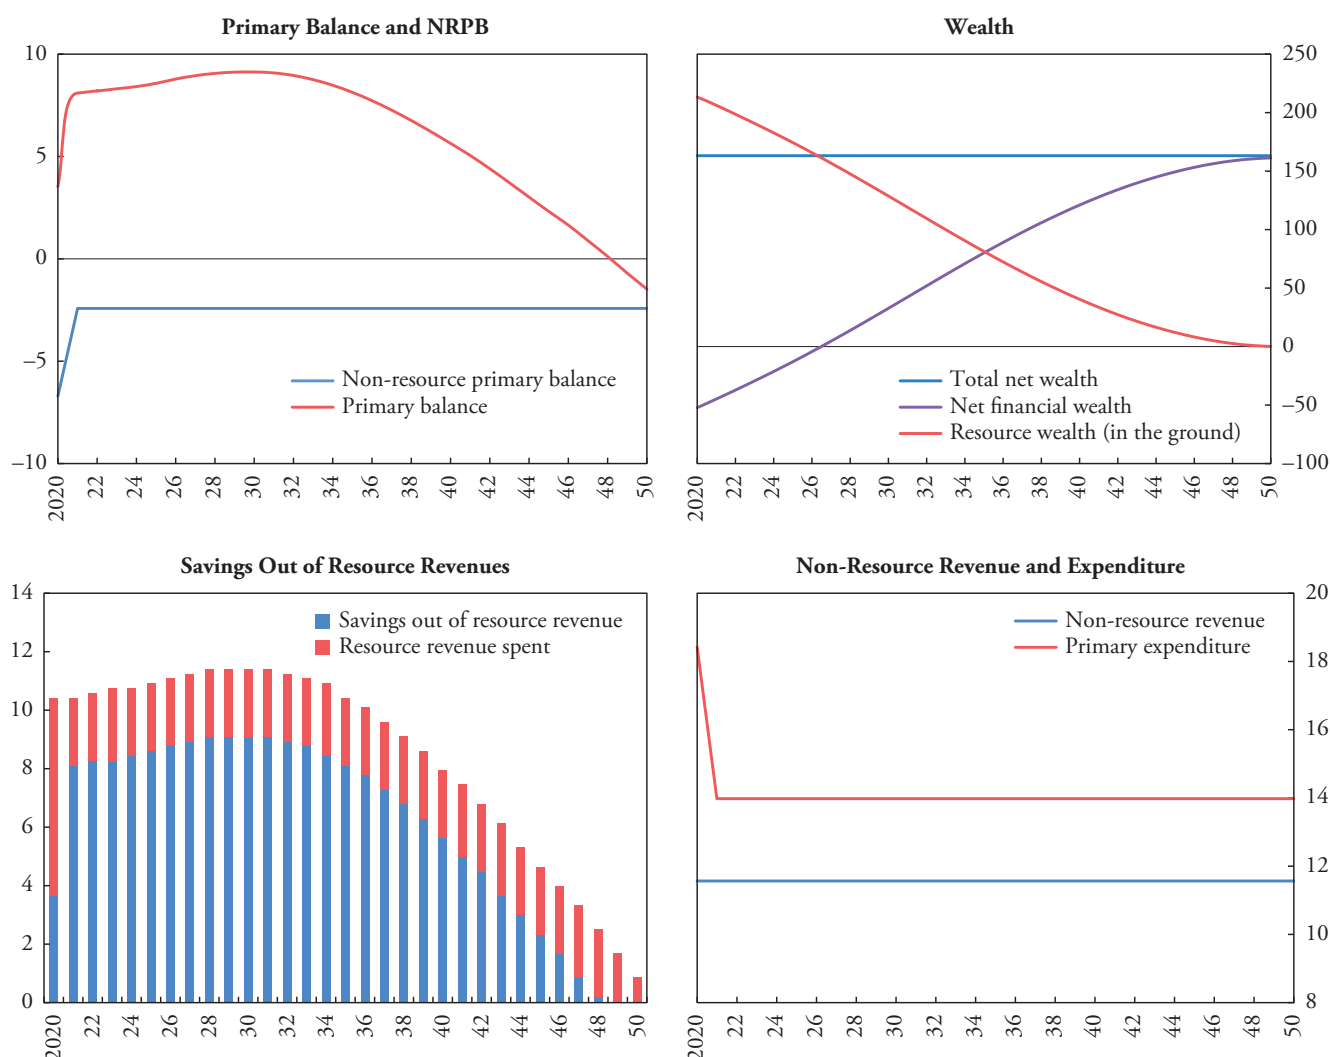 Primary Balance and NRPB
10
5
0
–5
–10
Non-resource primary balance
Primary balance
2020 22 24 26 28 30 32 34 36 38 40 42 44 46 48 50
Wealth
250
200
150
100
50
0
–50
–100
Total net wealth
Net financial wealth
Resource wealth (in the ground)
2020 22 24 26 28 30 32 34 36 38 40 42 44 46 48 50
Savings Out of Resource Revenues
14
12
10
8
6
4
2
0
Savings out of resource revenue
Resource revenue spent
2020 22 24 26 28 30 32 34 36 38 40 42 44 46 48 50
Non-Resource Revenue and Expenditure
20
18
16
14
12
10
8
Non-resource revenue
Primary expenditure
2020 22 24 26 28 30 32 34 36 38 40 42 44 46 48 50